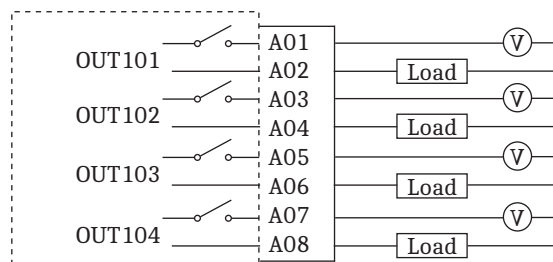 A01 V
OUT101
A02 Load
A03 V
OUT102
A04 Load
A05 V
OUT103
A06 Load
A07 V
OUT104
A08 Load